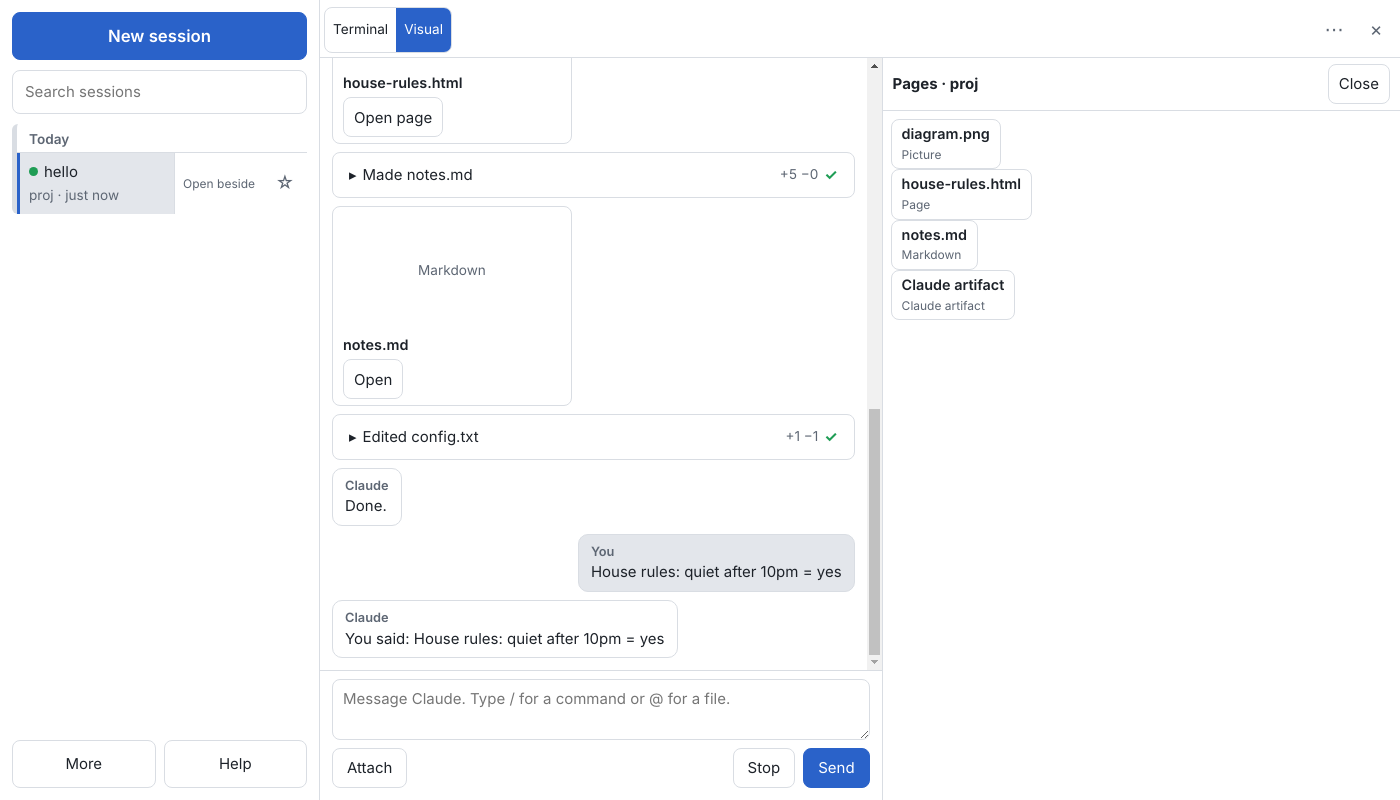 New session
Search sessions
Today
hello
proj · just now
Open beside
More
Help
Terminal
Visual
house-rules.html
Open page
Made notes.md
+5 −0
Markdown
notes.md
Open
Edited config.txt
+1 −1
Claude
Done.
You
House rules: quiet after 10pm = yes
Claude
You said: House rules: quiet after 10pm = yes
Message Claude. Type / for a command or @ for a file.
Attach
Stop
Send
Pages · proj
Close
diagram.png
Picture
house-rules.html
Page
notes.md
Markdown
Claude artifact
Claude artifact